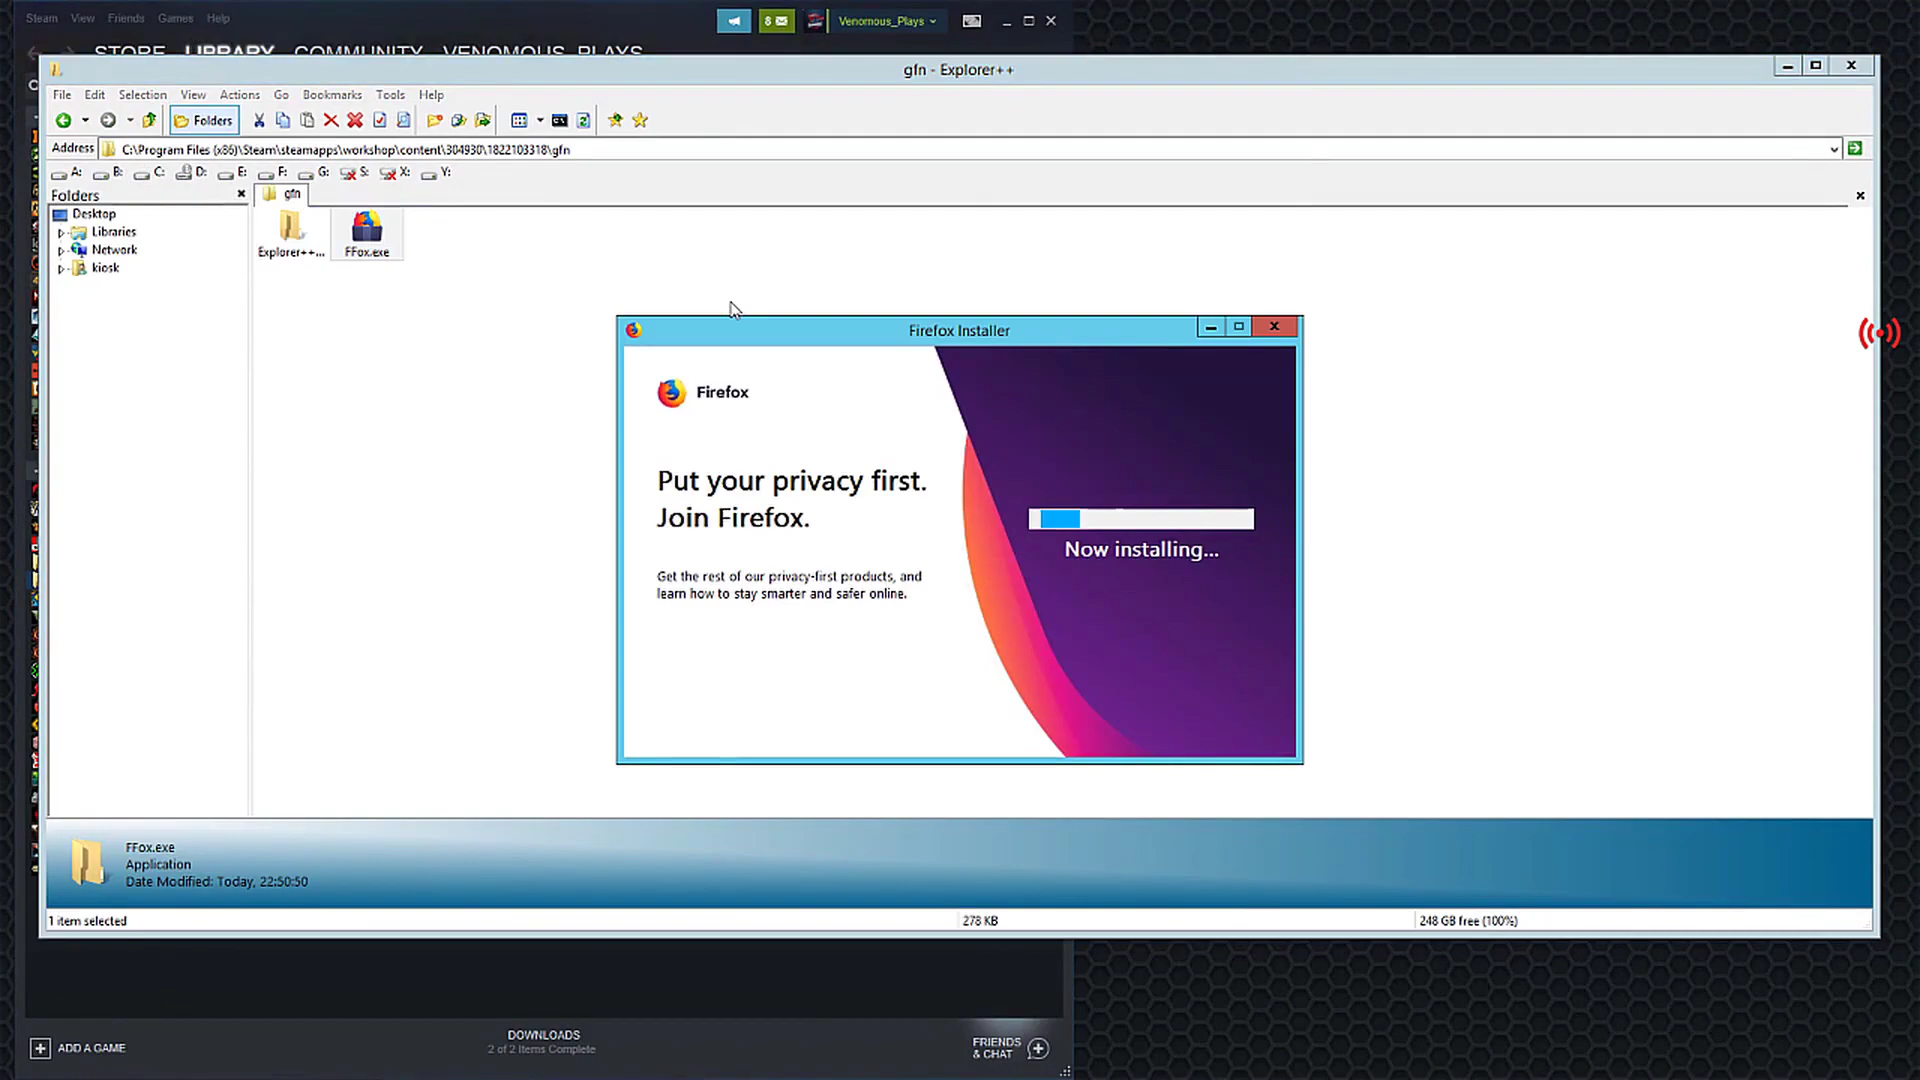 Steam View Friends Games Help
8
Venomous_Plays
STORE LIBRARY COMMUNITY VENOMOUS_PLAYS
gfn - Explorer++
File Edit Selection View Actions Go Bookmarks Tools Help
Folders
Address C:\Program Files (x86)\Steam\steamapps\workshop\content\304930\1822103318\gfn
A: B: C: D: E: F: G: S: X: Y:
Folders
gfn
Desktop
Libraries
Network
kiosk
Explorer++...
FFox.exe
Firefox Installer
Firefox
Put your privacy first.
Join Firefox.
Get the rest of our privacy-first products, and
learn how to stay smarter and safer online.
Now installing...
FFox.exe
Application
Date Modified: Today, 22:50:50
1 item selected
278 KB
248 GB free (100%)
ADD A GAME
DOWNLOADS
2 of 2 Items Complete
FRIENDS
& CHAT